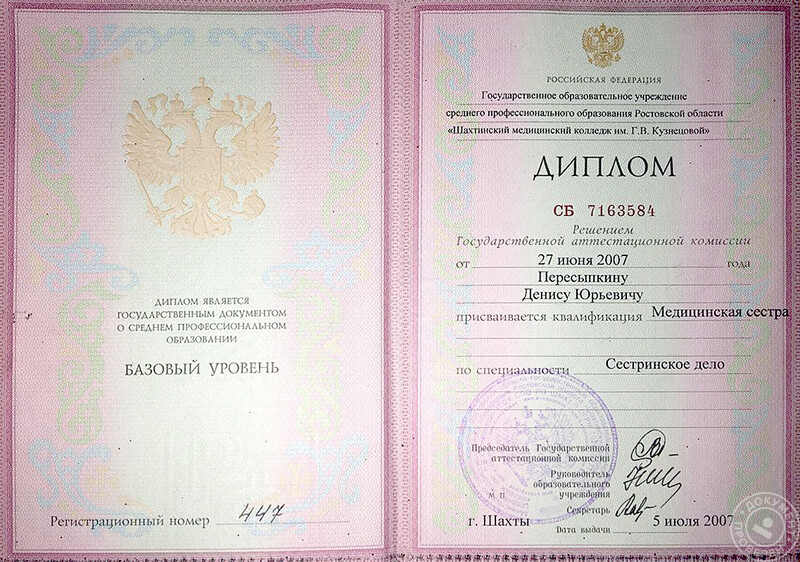 ДИПЛОМ ЯВЛЯЕТСЯ
ГОСУДАРСТВЕННЫМ ДОКУМЕНТОМ
О СРЕДНЕМ ПРОФЕССИОНАЛЬНОМ
ОБРАЗОВАНИИ
БАЗОВЫЙ УРОВЕНЬ
Регистрационный номер 447
РОССИЙСКАЯ ФЕДЕРАЦИЯ
Государственное образовательное учреждение
среднего профессионального образования Ростовской области
«Шахтинский медицинский колледж им. Г.В. Кузнецовой»
ДИПЛОМ
СБ 7163584
Решением
Государственной аттестационной комиссии
от 27 июня 2007 года
Пересыпкину
Денису Юрьевичу
присваивается квалификация Медицинская сестра
по специальности Сестринское дело
Председатель Государственной
аттестационной комиссии
Руководитель
образовательного
МП учреждения
Секретарь
г. Шахты 5 июля 2007
Дата выдачи